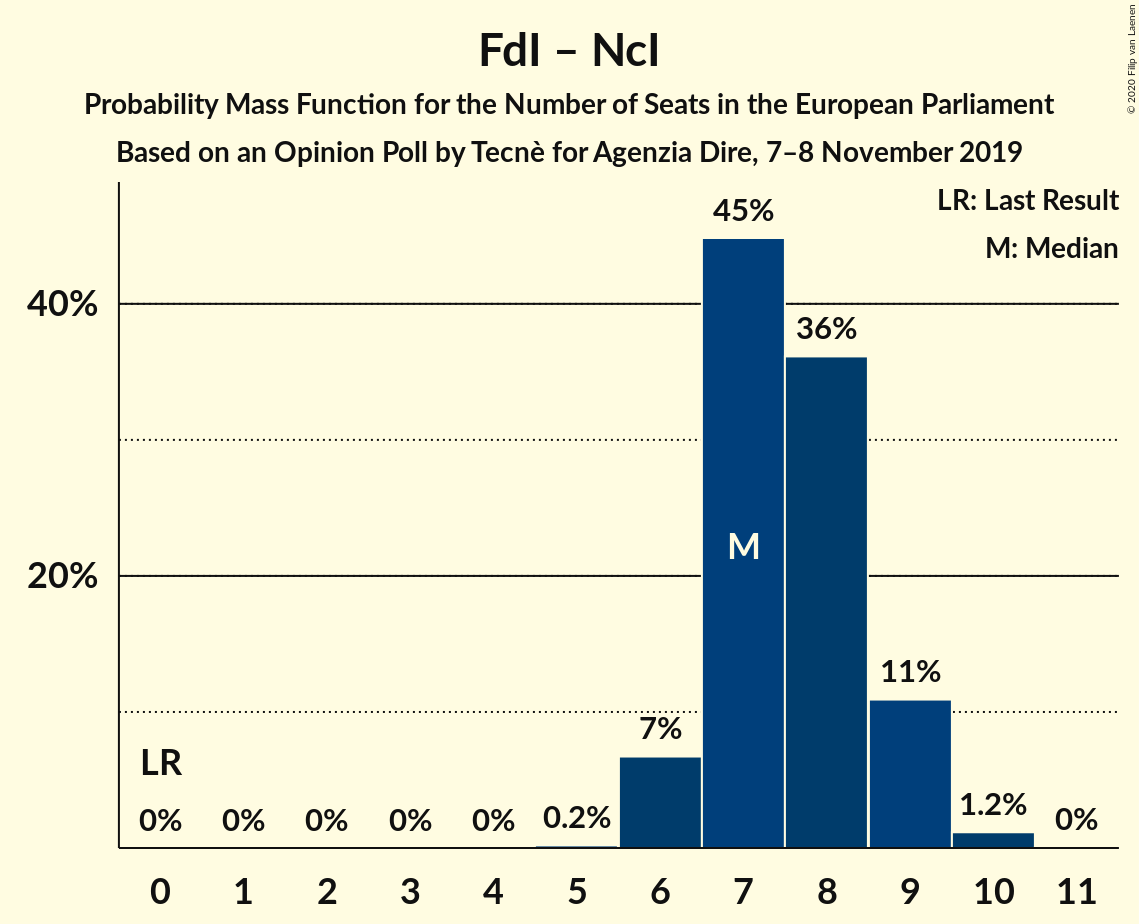 FdI – NcI
Probability Mass Function for the Number of Seats in the European Parliament
Based on an Opinion Poll by Tecnè for Agenzia Dire, 7–8 November 2019
© 2020 Filip van Laenen
LR: Last Result
M: Median
45%
40%
36%
M
20%
11%
7%
LR
0% 0% 0% 0% 0% 0.2% 1.2% 0%
0 1 2 3 4 5 6 7 8 9 10 11